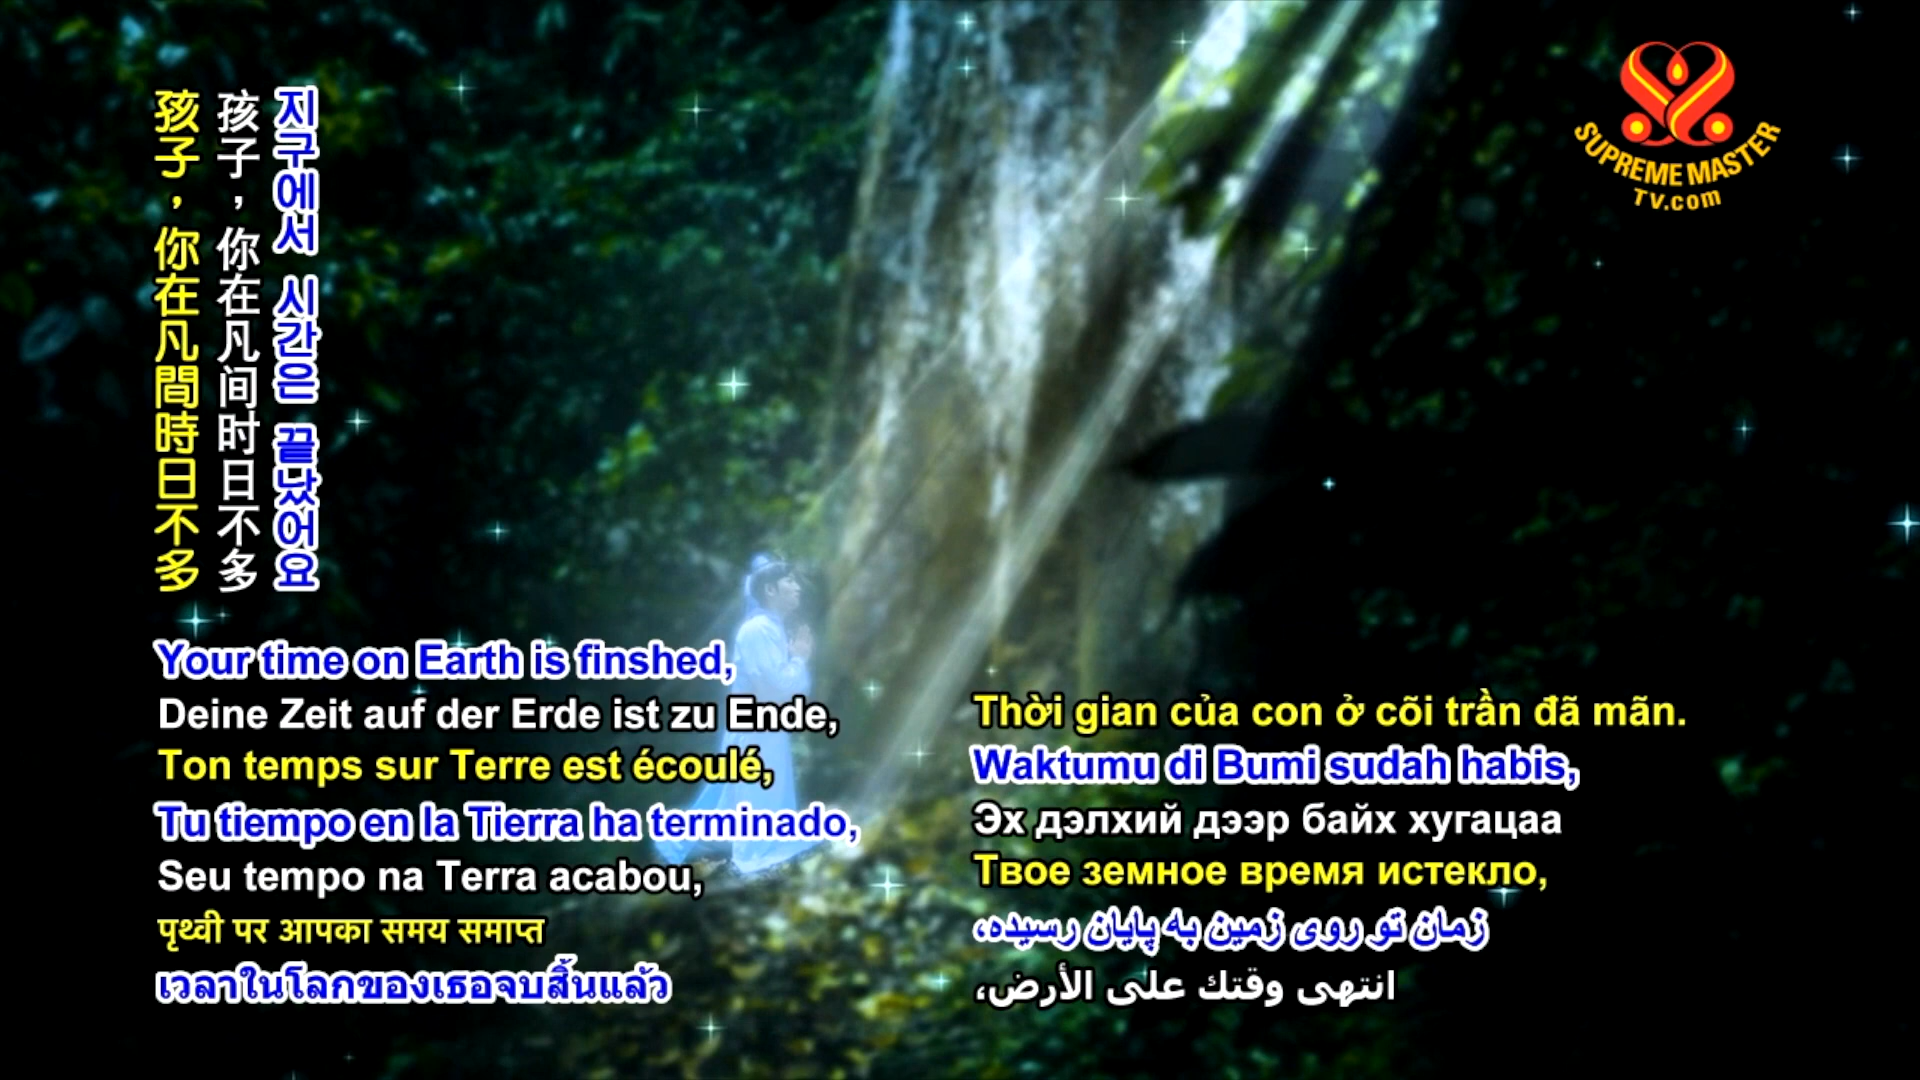 孩子，你在凡間時日不多
孩子，你在凡间时日不多
지구에서 시간은 끝났어요
SUPREME MASTER
TV.com
Your time on Earth is finshed,
Deine Zeit auf der Erde ist zu Ende,
Ton temps sur Terre est écoulé,
Tu tiempo en la Tierra ha terminado,
Seu tempo na Terra acabou,
पृथ्वी पर आपका समय समाप्त
เวลาในโลกของเธอจบสิ้นแล้ว
Thời gian của con ở cõi trần đã mãn.
Waktumu di Bumi sudah habis,
Эх дэлхий дээр байх хугацаа
Твое земное время истекло,
زمان تو روی زمین به پایان رسیده،
انتهى وقتك على الأرض،